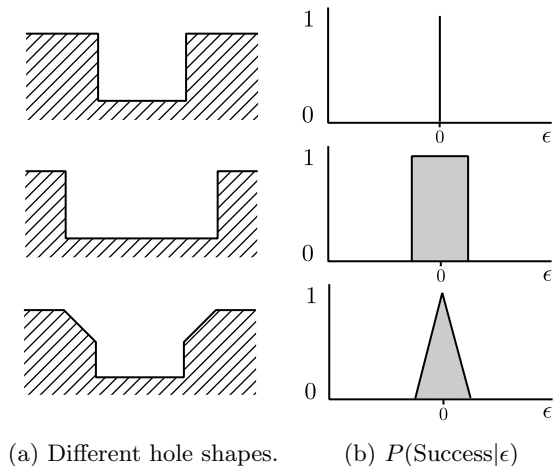 1
0
0
ϵ
1
0
0
ϵ
1
0
0
ϵ
(a) Different hole shapes.
(b) P(Success|ϵ)